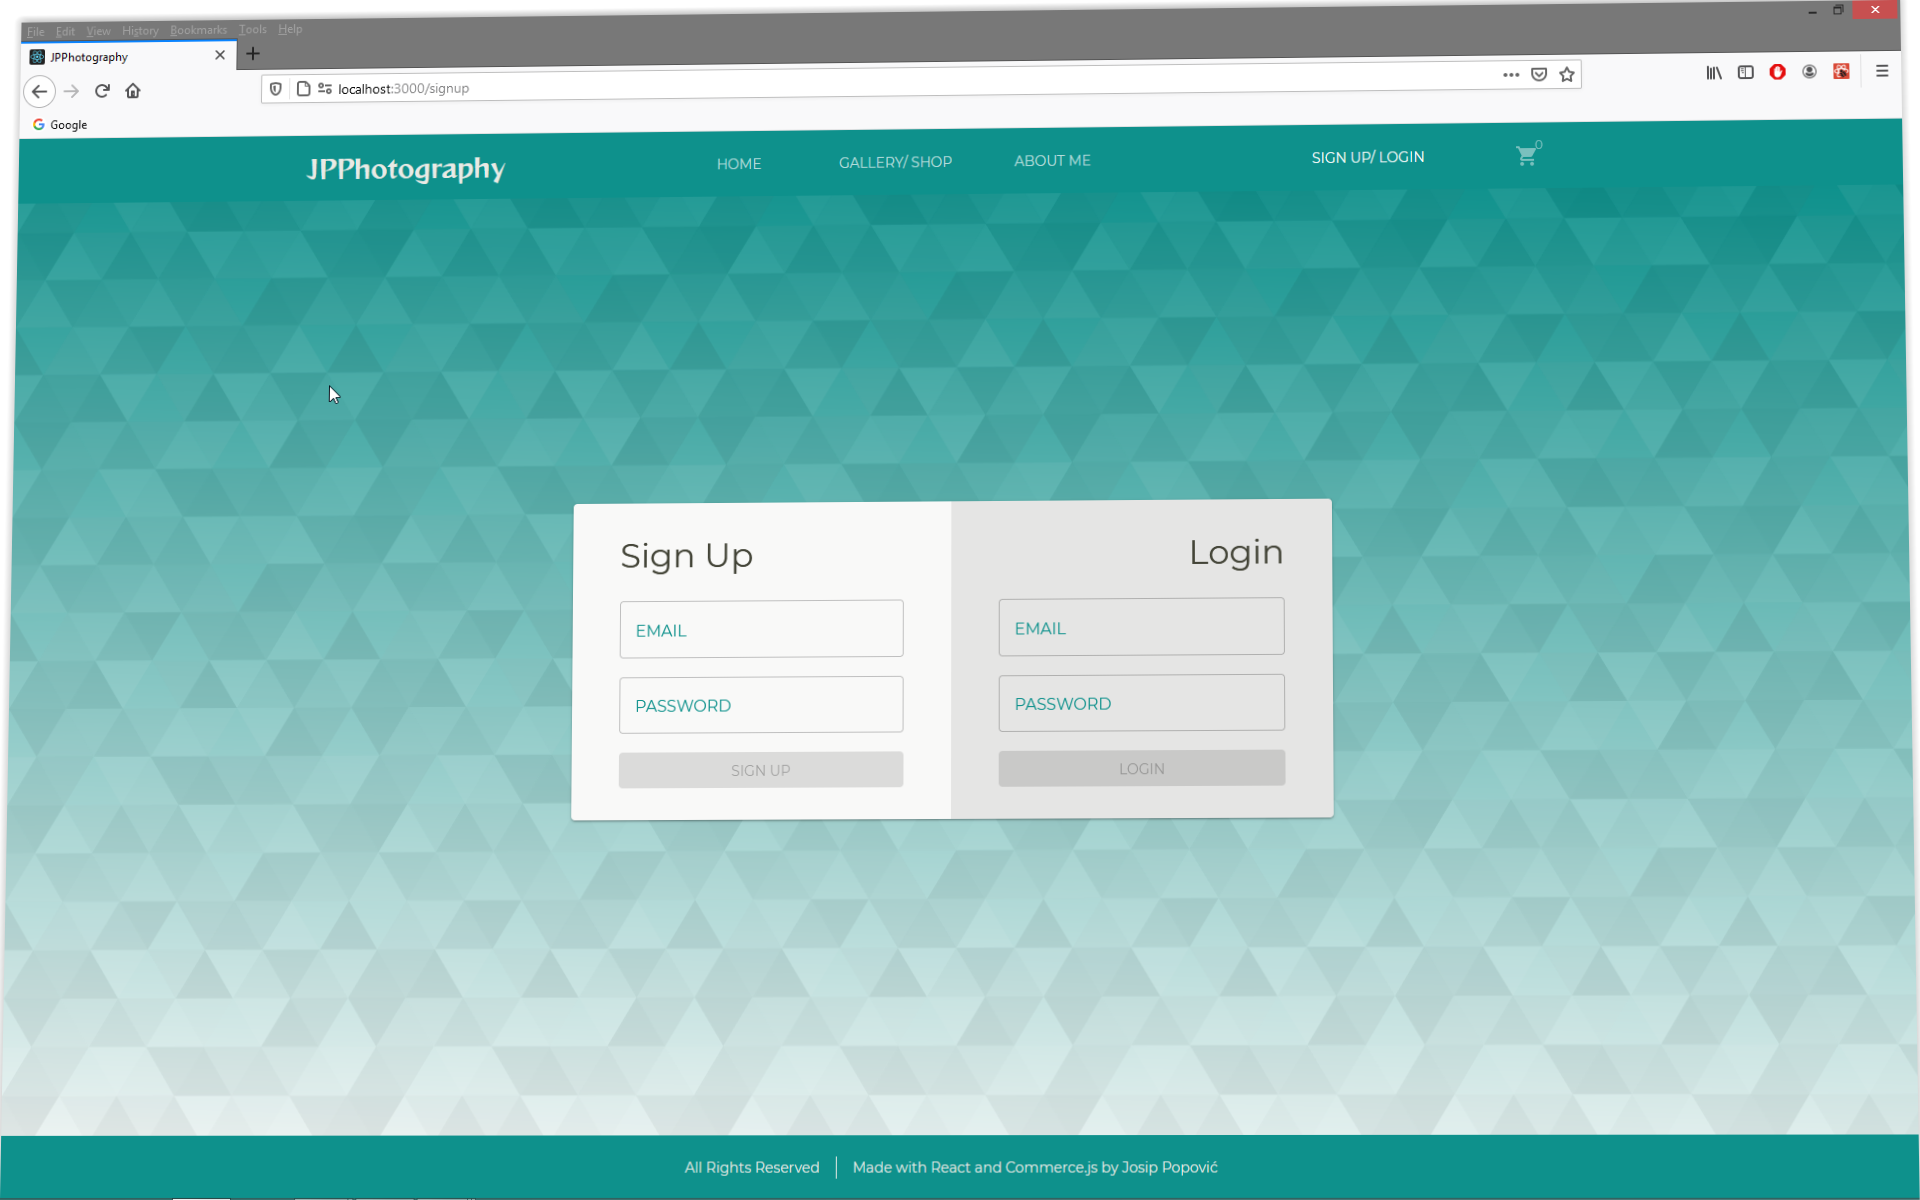 File Edit View History Bookmarks Tools Help
JPPhotography
localhost:3000/signup
Google
JPPhotography HOME GALLERY/ SHOP ABOUT ME SIGN UP/ LOGIN 0
Sign Up
EMAIL
PASSWORD
SIGN UP
Login
EMAIL
PASSWORD
LOGIN
All Rights Reserved Made with React and Commerce.js by Josip Popović